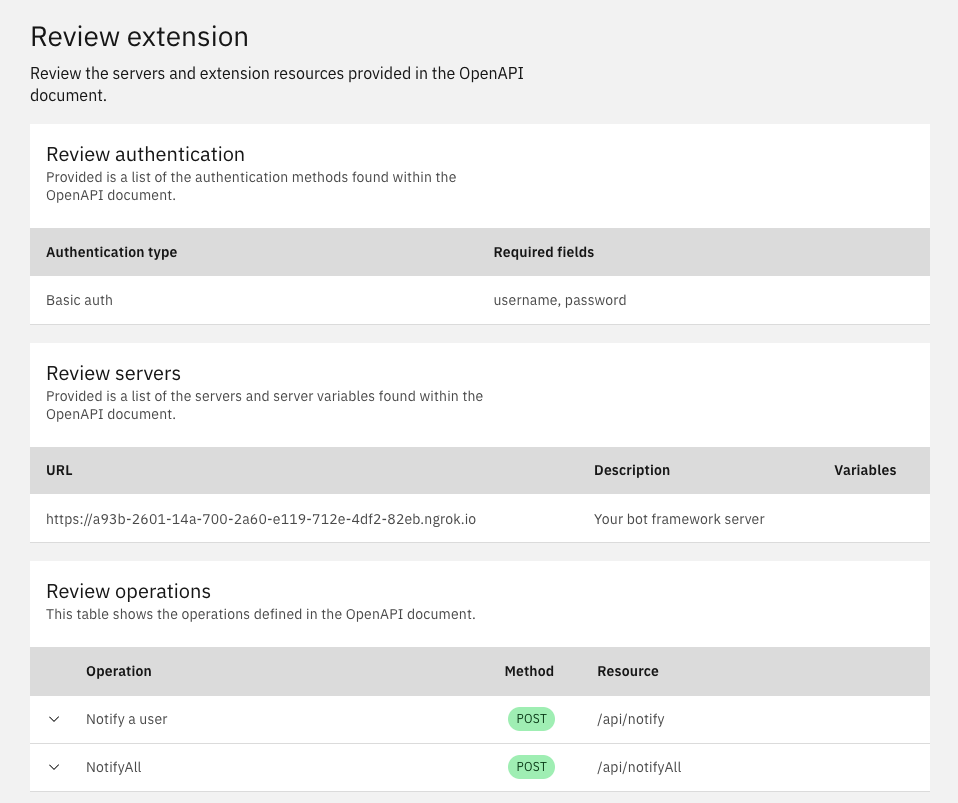 Review extension
Review the servers and extension resources provided in the OpenAPI
document.
Review authentication
Provided is a list of the authentication methods found within the
OpenAPI document.
Authentication type Required fields
Basic auth username, password
Review servers
Provided is a list of the servers and server variables found within the
OpenAPI document.
URL Description Variables
https://a93b-2601-14a-700-2a60-e119-712e-4df2-82eb.ngrok.io Your bot framework server
Review operations
This table shows the operations defined in the OpenAPI document.
Operation Method Resource
Notify a user POST /api/notify
NotifyAll POST /api/notifyAll